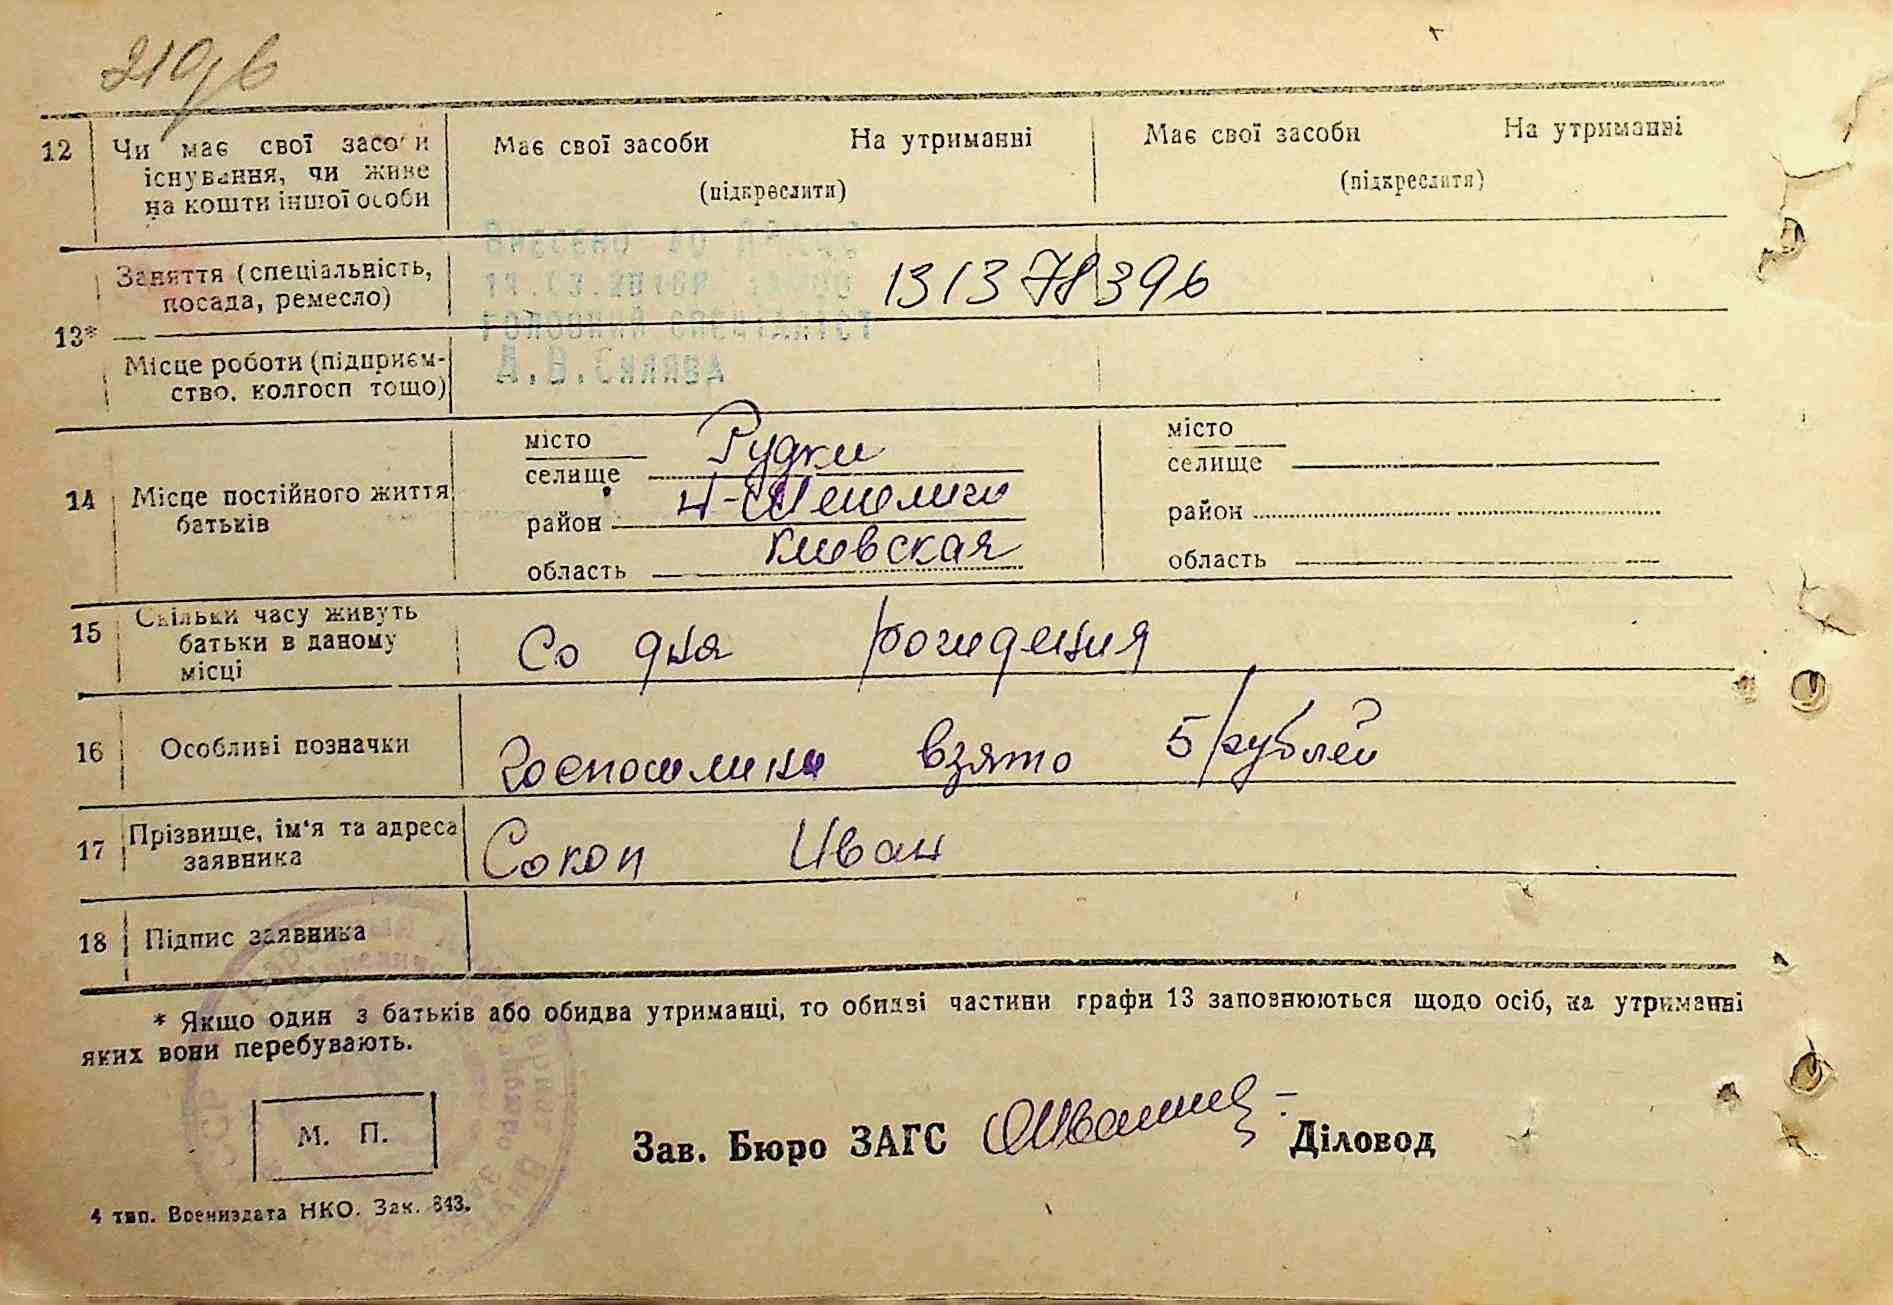 12 Чи має свої засоби Має свої засоби На утриманні Має свої засоби На утриманні
існування, чи живе (підкреслити) (підкреслити)
на кошти іншої особи
Внесено до
Заняття (спеціальність, 131378396
посада, ремесло)
13*
головний спеціаліст
Місце роботи (підприєм-
ство, колгосп тощо)
місто Рудки місто
селище селище
14 Місце постійного життя район район
батьків область Киевская область
15 Скільки часу живуть Со дня рождения
батьки в даному
місці
16 Особливі позначки госпошлина взято 5 рублей
17 Прізвище, ім'я та адреса Сокоп Иван
заявника
18 Підпис заявника
* Якщо один з батьків або обидва утриманці, то обидві частини графи 13 заповнюються щодо осіб, на утриманні
яких вони перебувають.
М. П.
Зав. Бюро ЗАГС Діловод
4 тип. Воениздата НКО. Зак. 843.